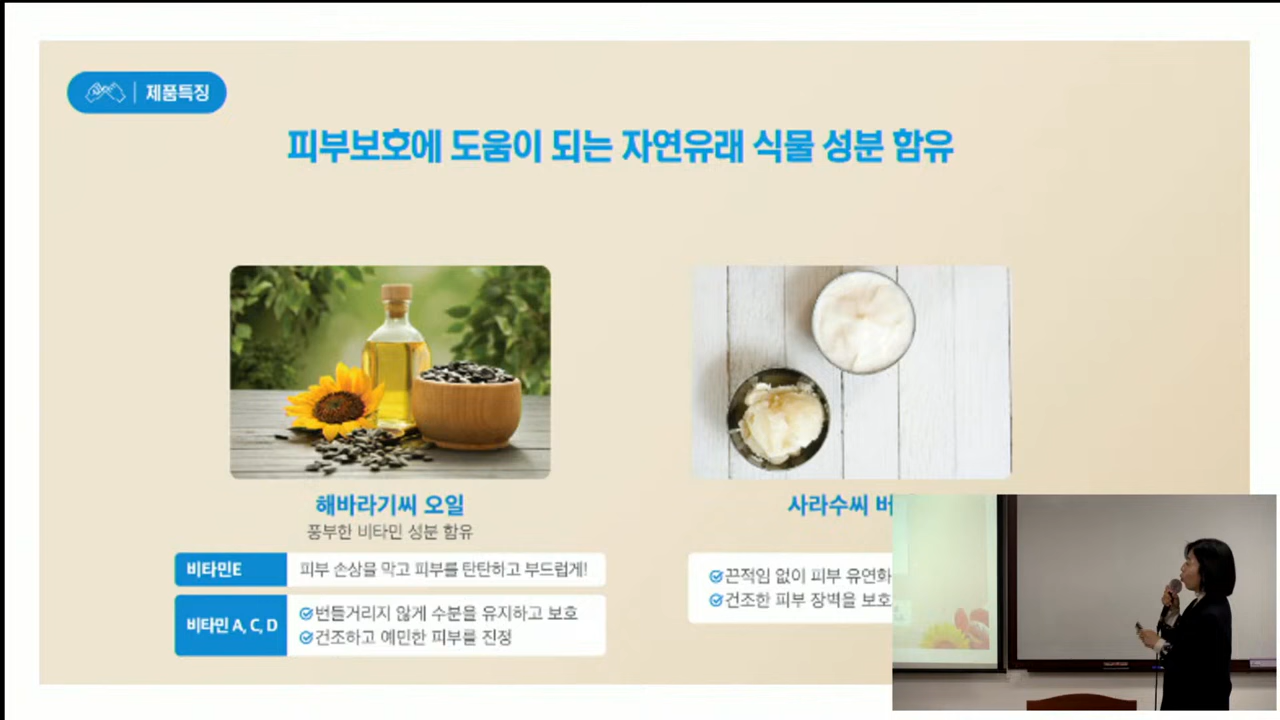 제품특징
피부보호에 도움이 되는 자연유래 식물 성분 함유
해바라기씨 오일
풍부한 비타민 성분 함유
비타민E
피부 손상을 막고 피부를 탄탄하고 부드럽게!
비타민 A, C, D
번들거리지 않게 수분을 유지하고 보호
건조하고 예민한 피부를 진정
사라수씨
끈적임 없이 피부 유연화
건조한 피부 장벽을 보호